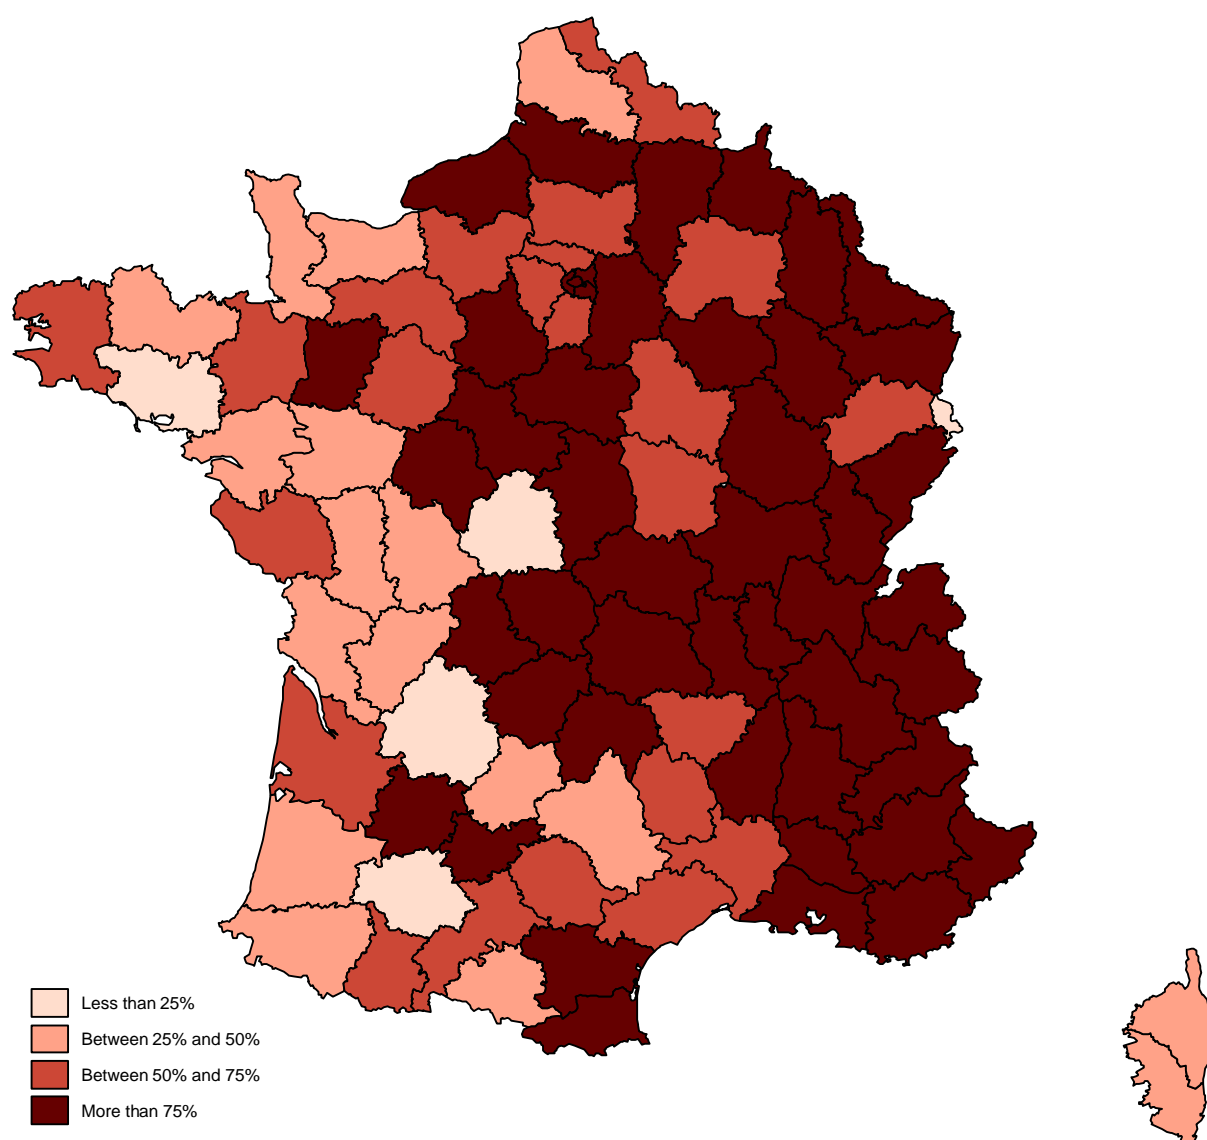 Less than 25%
Between 25% and 50%
Between 50% and 75%
More than 75%